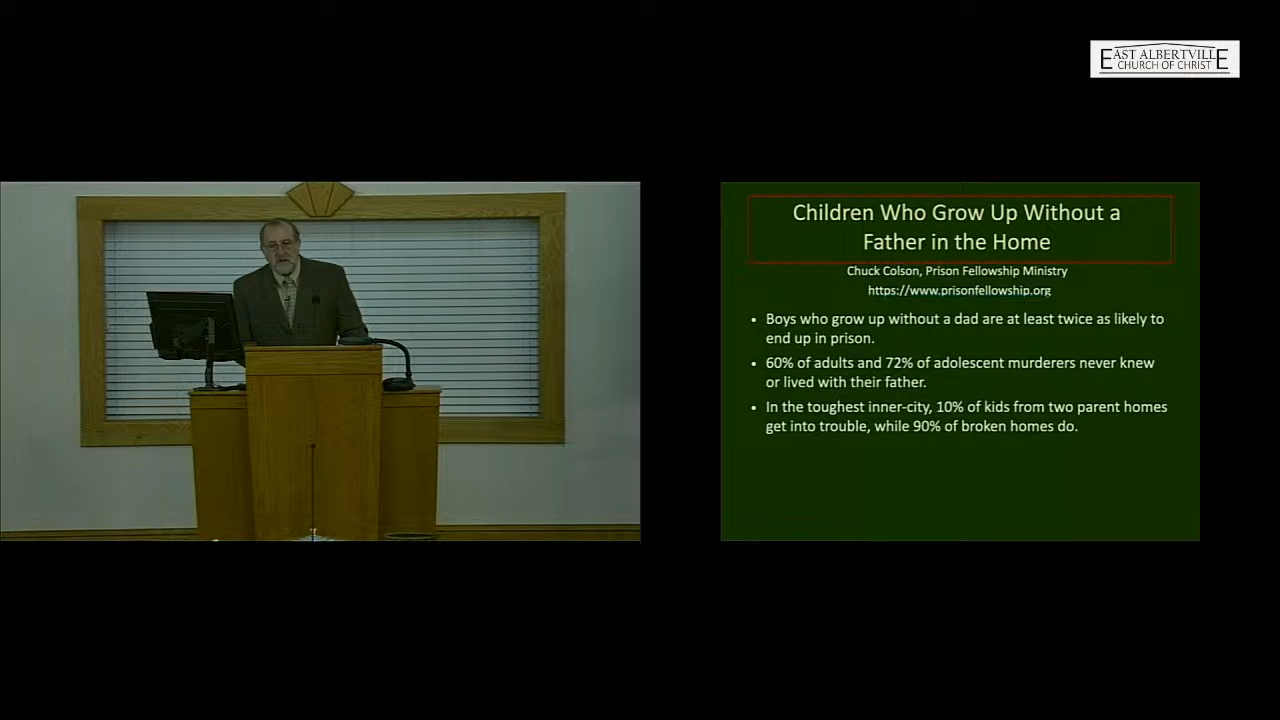 EAST ALBERTVILLE
CHURCH OF CHRIST
Children Who Grow Up Without a
Father in the Home
Chuck Colson, Prison Fellowship Ministry
https://www.prisonfellowship.org
• Boys who grow up without a dad are at least twice as likely to
end up in prison.
• 60% of adults and 72% of adolescent murderers never knew
or lived with their father.
• In the toughest inner-city, 10% of kids from two parent homes
get into trouble, while 90% of broken homes do.